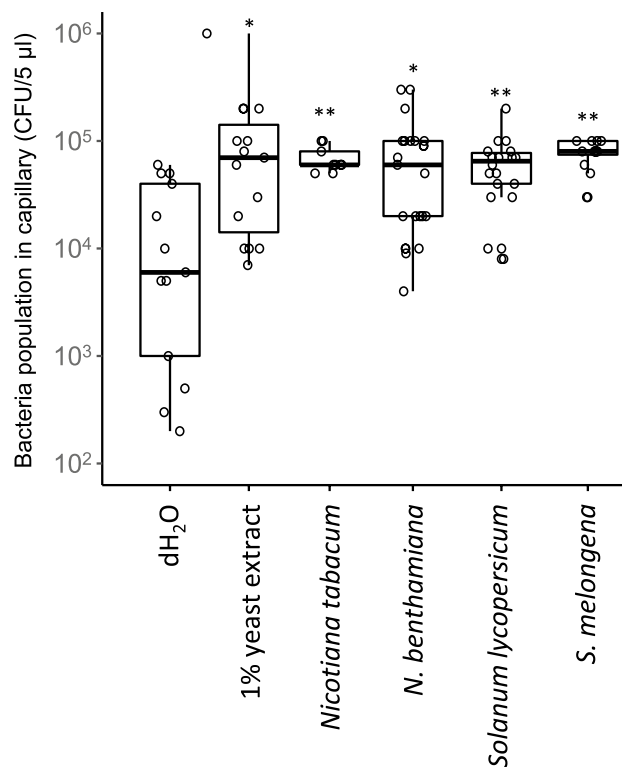 Bacteria population in capillary (CFU/5 µl)
10⁶
10⁵
10⁴
10³
10²
*
**
*
**
**
dH₂O
1% yeast extract
Nicotiana tabacum
N. benthamiana
Solanum lycopersicum
S. melongena